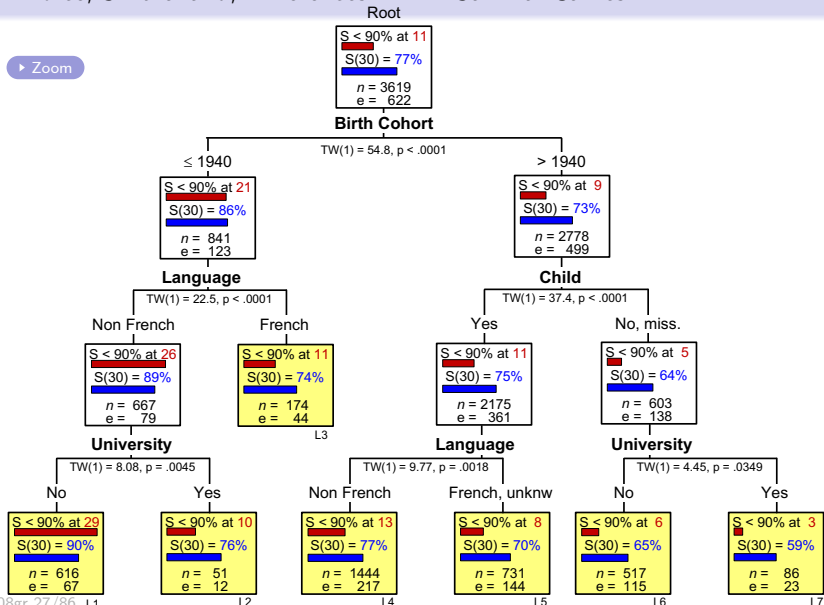 Root
S < 90% at 11
S(30) = 77%
n = 3619
e = 622
▸ Zoom
Birth Cohort
TW(1) = 54.8, p < .0001
≤ 1940
> 1940
S < 90% at 21
S(30) = 86%
n = 841
e = 123
S < 90% at 9
S(30) = 73%
n = 2778
e = 499
Language
Child
TW(1) = 22.5, p < .0001
TW(1) = 37.4, p < .0001
Non French
French
Yes
No, miss.
S < 90% at 26
S(30) = 89%
n = 667
e = 79
S < 90% at 11
S(30) = 74%
n = 174
e = 44
L3
S < 90% at 11
S(30) = 75%
n = 2175
e = 361
S < 90% at 5
S(30) = 64%
n = 603
e = 138
University
Language
University
TW(1) = 8.08, p = .0045
TW(1) = 9.77, p = .0018
TW(1) = 4.45, p = .0349
No
Yes
Non French
French, unknw
No
Yes
S < 90% at 29
S(30) = 90%
n = 616
e = 67
L1
S < 90% at 10
S(30) = 76%
n = 51
e = 12
L2
S < 90% at 13
S(30) = 77%
n = 1444
e = 217
L4
S < 90% at 8
S(30) = 70%
n = 731
e = 144
L5
S < 90% at 6
S(30) = 65%
n = 517
e = 115
L6
S < 90% at 3
S(30) = 59%
n = 86
e = 23
L7
08gr 27/86